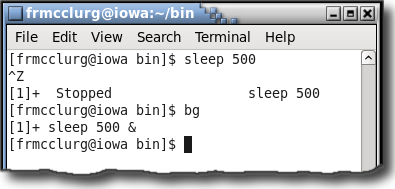 frmcclurg@iowa:~/bin
File Edit View Search Terminal Help
[frmcclurg@iowa bin]$ sleep 500
^Z
[1]+  Stopped                 sleep 500
[frmcclurg@iowa bin]$ bg
[1]+ sleep 500 &
[frmcclurg@iowa bin]$